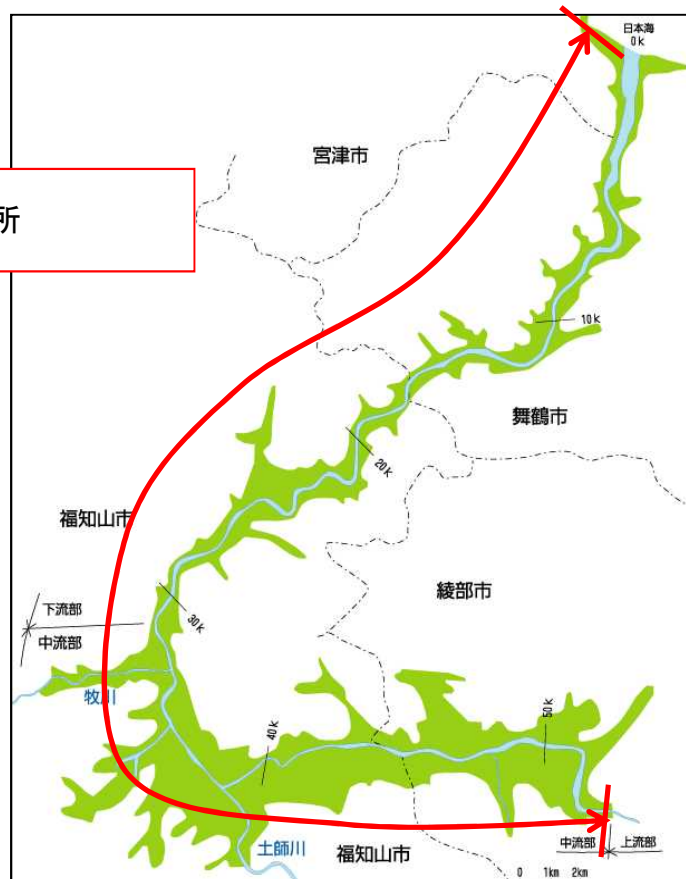 日本海
0k
宮津市
所
10k
舞鶴市
20k
福知山市
綾部市
30k
下流部
中流部
牧川
40k
50k
土師川
福知山市
中流部
上流部
0 1km 2km